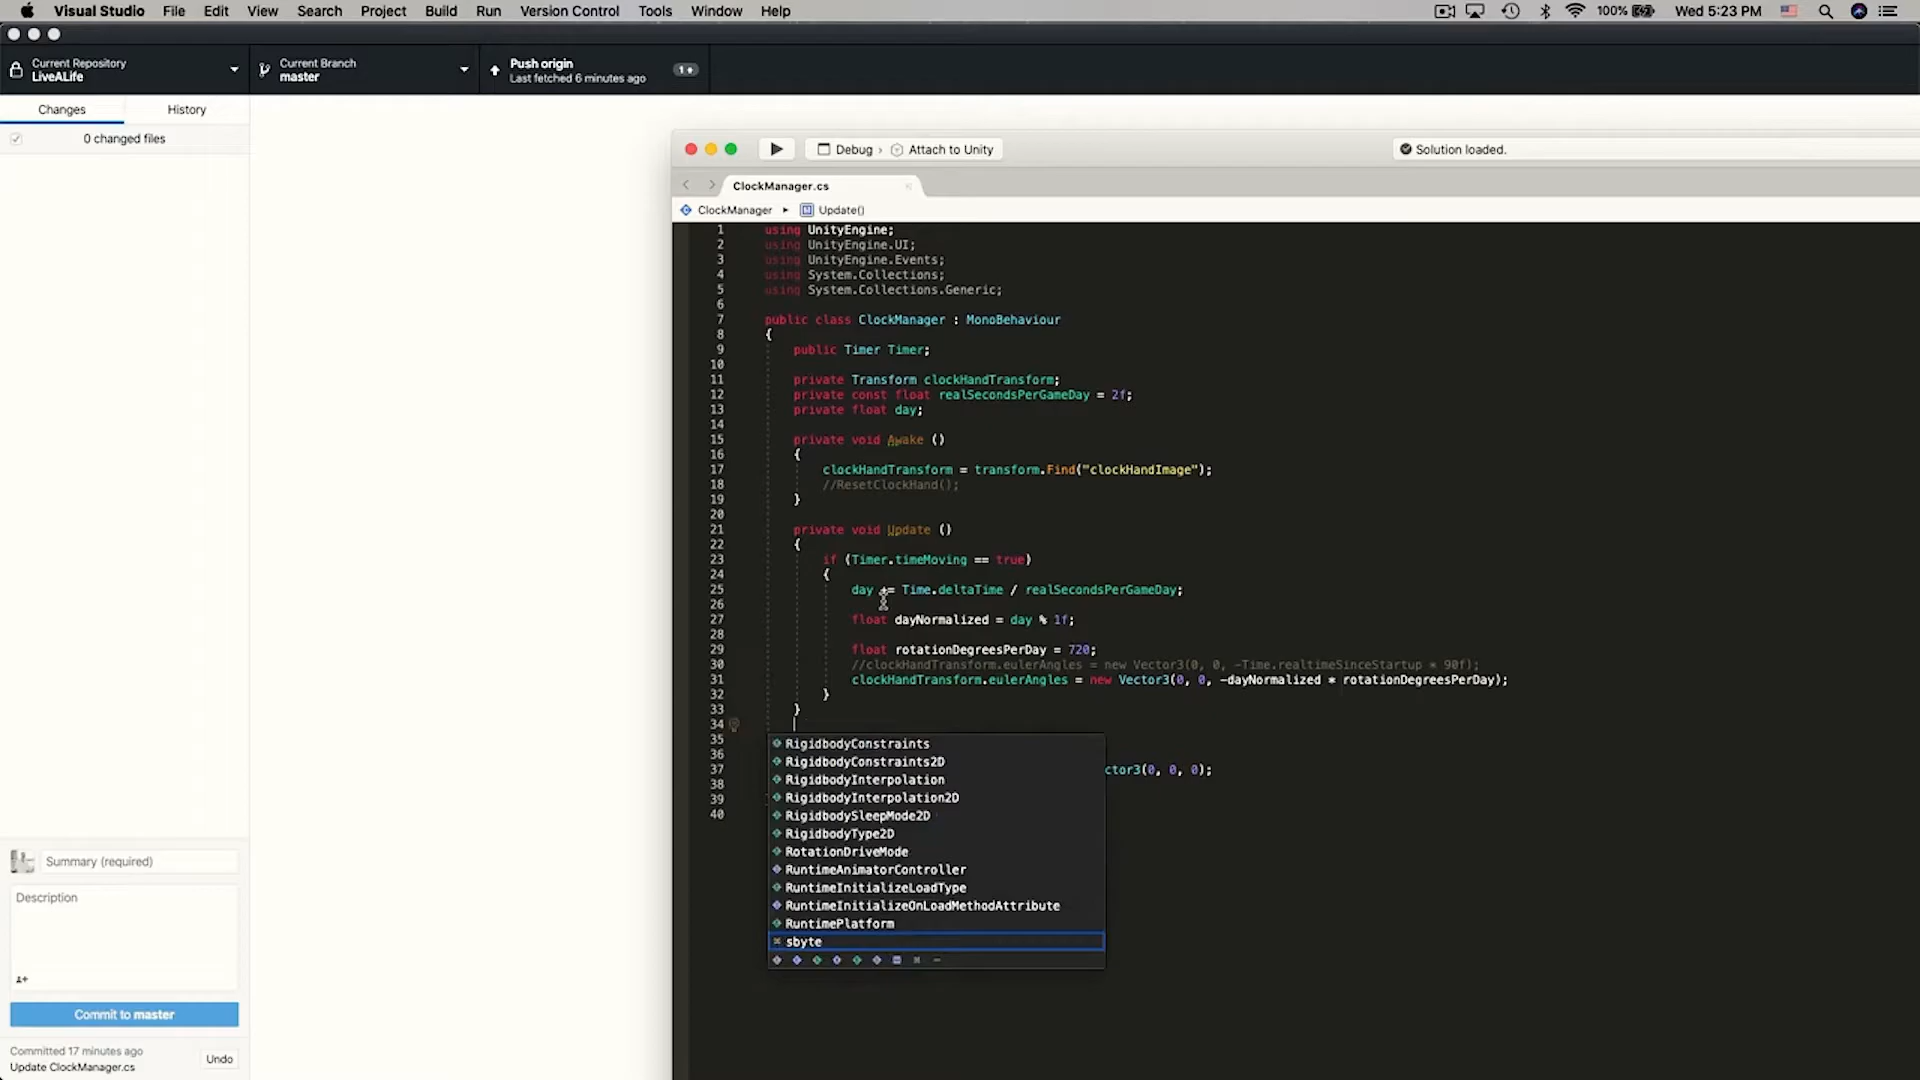 Visual Studio File Edit View Search Project Build Run Version Control Tools Window Help
100% Wed 5:23 PM
Current Repository
LiveALife
Current Branch
master
Push origin
Last fetched 6 minutes ago
1
Changes History
0 changed files
Debug › Attach to Unity
Solution loaded.
ClockManager.cs
ClockManager ▸ Update()
1 using UnityEngine;
2 using UnityEngine.UI;
3 using UnityEngine.Events;
4 using System.Collections;
5 using System.Collections.Generic;
6
7 public class ClockManager : MonoBehaviour
8 {
9 public Timer Timer;
10
11 private Transform clockHandTransform;
12 private const float realSecondsPerGameDay = 2f;
13 private float day;
14
15 private void Awake ()
16 {
17 clockHandTransform = transform.Find("clockHandImage");
18 //ResetClockHand();
19 }
20
21 private void Update ()
22 {
23 if (Timer.timeMoving == true)
24 {
25 day += Time.deltaTime / realSecondsPerGameDay;
26
27 float dayNormalized = day % 1f;
28
29 float rotationDegreesPerDay = 720;
30 //clockHandTransform.eulerAngles = new Vector3(0, 0, -Time.realtimeSinceStartup * 90f);
31 clockHandTransform.eulerAngles = new Vector3(0, 0, -dayNormalized * rotationDegreesPerDay);
32 }
33 }
34
35
36
37 ctor3(0, 0, 0);
38
39
40
RigidbodyConstraints
RigidbodyConstraints2D
RigidbodyInterpolation
RigidbodyInterpolation2D
RigidbodySleepMode2D
RigidbodyType2D
RotationDriveMode
RuntimeAnimatorController
RuntimeInitializeLoadType
RuntimeInitializeOnLoadMethodAttribute
RuntimePlatform
sbyte
Summary (required)
Description
Commit to master
Committed 17 minutes ago
Update ClockManager.cs
Undo